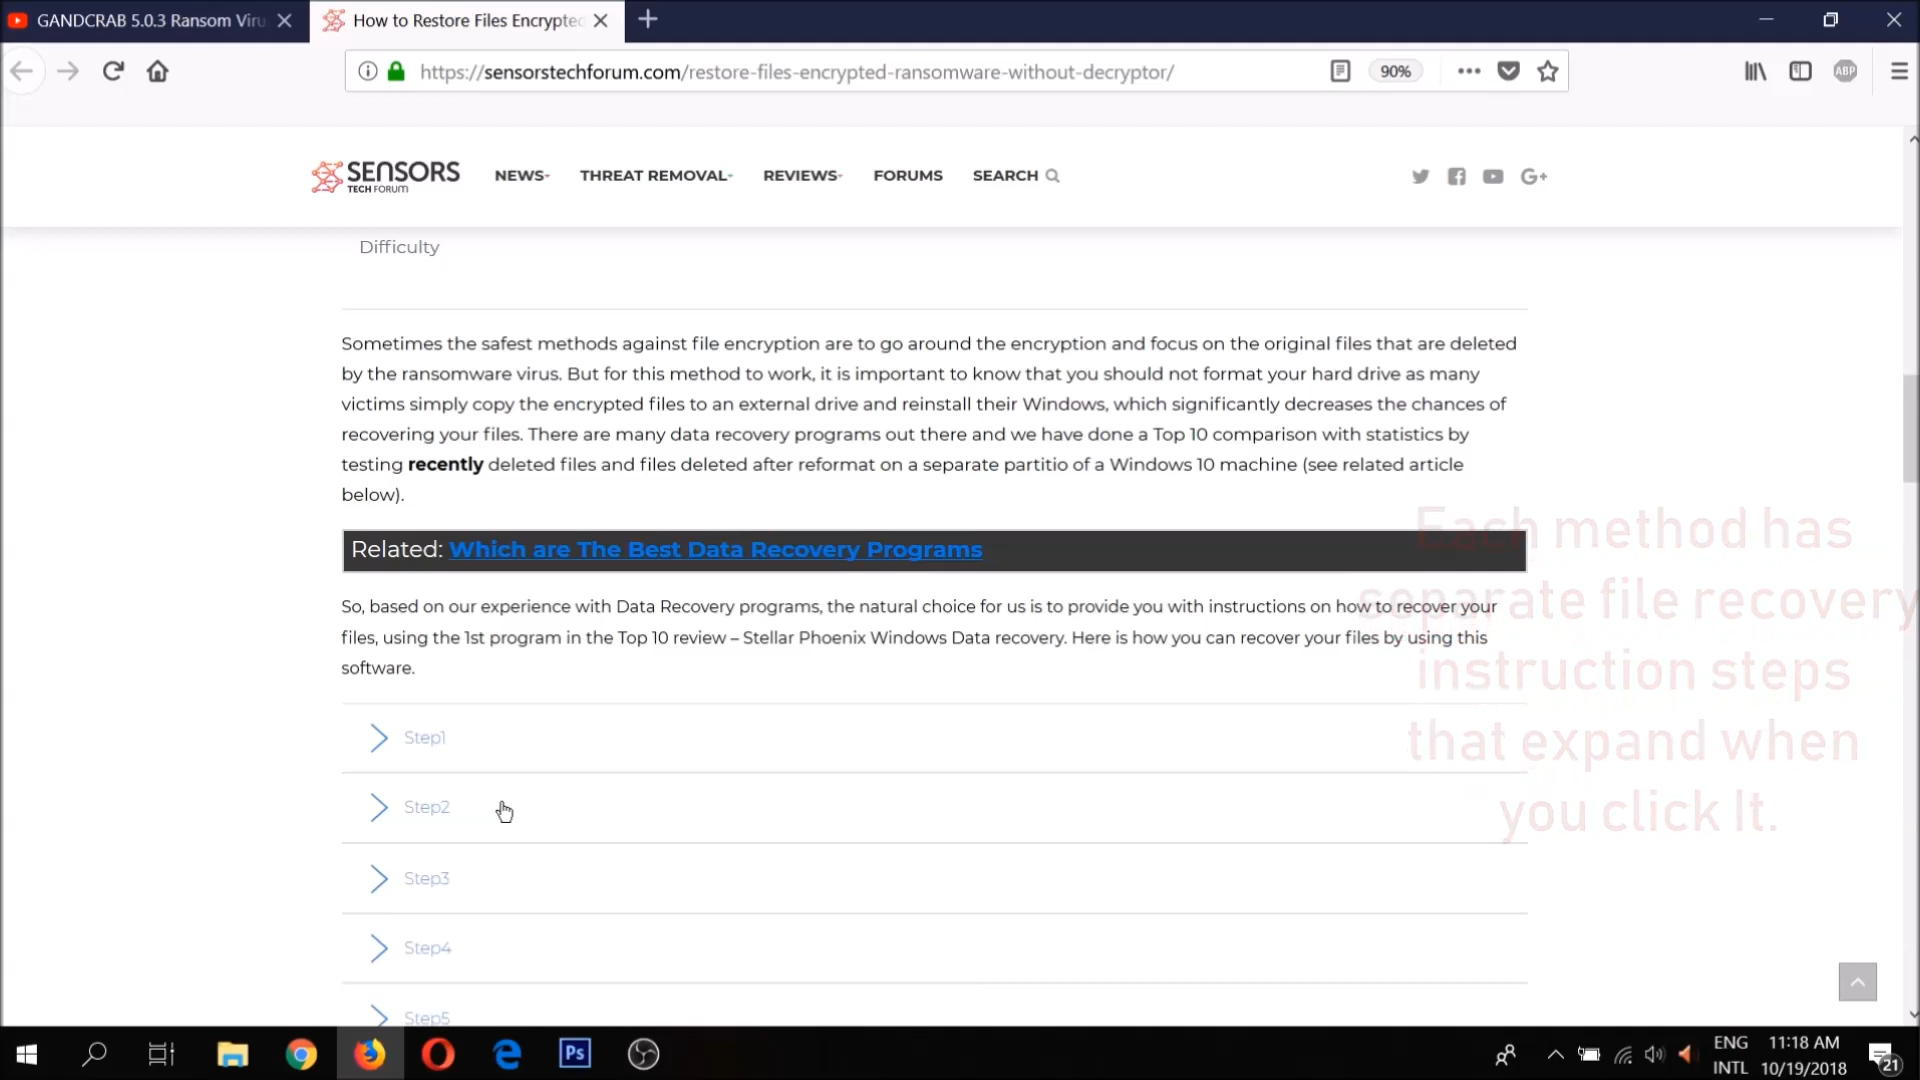 GANDCRAB 5.0.3 Ransom Viru
How to Restore Files Encrypted
https://sensorstechforum.com/restore-files-encrypted-ransomware-without-decryptor/
90%
ABP
SENSORS
TECH FORUM
NEWS
THREAT REMOVAL
REVIEWS
FORUMS
SEARCH
G+
Difficulty
Sometimes the safest methods against file encryption are to go around the encryption and focus on the original files that are deleted
by the ransomware virus. But for this method to work, it is important to know that you should not format your hard drive as many
victims simply copy the encrypted files to an external drive and reinstall their Windows, which significantly decreases the chances of
recovering your files. There are many data recovery programs out there and we have done a Top 10 comparison with statistics by
testing recently deleted files and files deleted after reformat on a separate partitio of a Windows 10 machine (see related article
below).
Related: Which are The Best Data Recovery Programs
So, based on our experience with Data Recovery programs, the natural choice for us is to provide you with instructions on how to recover your
files, using the 1st program in the Top 10 review – Stellar Phoenix Windows Data recovery. Here is how you can recover your files by using this
software.
Each method has
separate file recovery
instruction steps
that expand when
you click It.
Step1
Step2
Step3
Step4
Step5
Ps
ENG
INTL
11:18 AM
10/19/2018
21